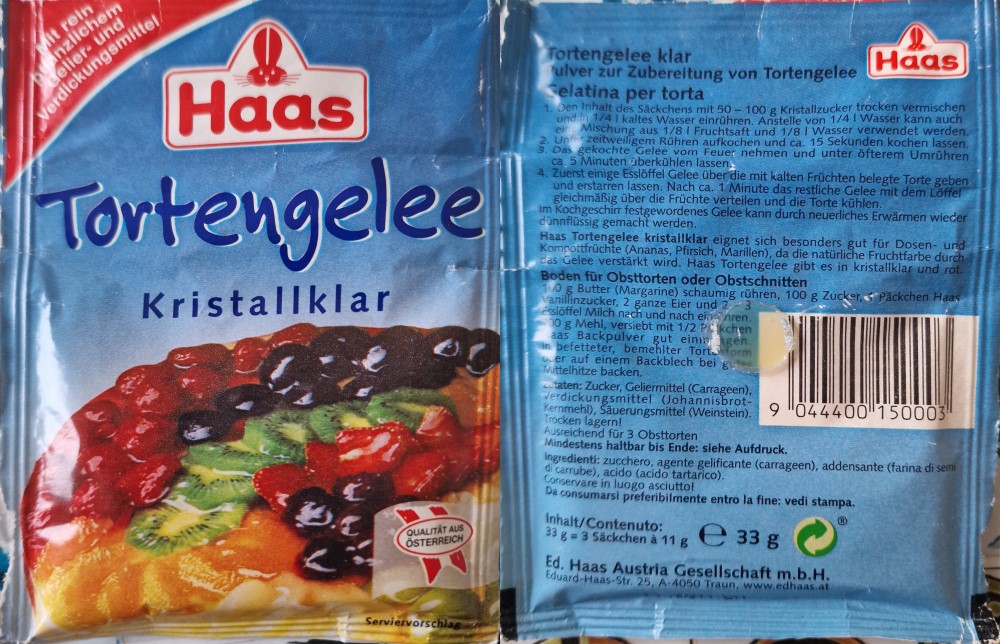 Mit rein
pflanzlichem
Gelier- und
Verdickungsmittel
Haas
Tortengelee
Kristallklar
QUALITÄT AUS
ÖSTERREICH
Serviervorschlag
Haas
Tortengelee klar
Pulver zur Zubereitung von Tortengelee
Gelatina per torta
1. Den Inhalt des Säckchens mit 50 – 100 g Kristallzucker trocken vermischen
und in 1/4 l kaltes Wasser einrühren. Anstelle von 1/4 l Wasser kann auch
eine Mischung aus 1/8 l Fruchtsaft und 1/8 l Wasser verwendet werden.
2. Unter zeitweiligem Rühren aufkochen und ca. 15 Sekunden kochen lassen.
3. Das gekochte Gelee vom Feuer nehmen und unter öfterem Umrühren
ca. 5 Minuten überkühlen lassen.
4. Zuerst einige Esslöffel Gelee über die mit kalten Früchten belegte Torte geben
und erstarren lassen. Nach ca. 1 Minute das restliche Gelee mit dem Löffel
gleichmäßig über die Früchte verteilen und die Torte kühlen.
Im Kochgeschirr festgewordenes Gelee kann durch neuerliches Erwärmen wieder
dünnflüssig gemacht werden.
Haas Tortengelee kristallklar eignet sich besonders gut für Dosen- und
Kompottfrüchte (Ananas, Pfirsich, Marillen), da die natürliche Fruchtfarbe durch
das Gelee verstärkt wird. Haas Tortengelee gibt es in kristallklar und rot.
Boden für Obsttorten oder Obstschnitten
100 g Butter (Margarine) schaumig rühren, 100 g Zucker, Päckchen Haas
Vanillinzucker, 2 ganze Eier und 3
Esslöffel Milch nach und nach
g Mehl, versiebt mit 1/2
Haas Backpulver gut
In befetteter, bemehlter
oder auf einem Backblech bei
Mittelhitze backen.
Zutaten: Zucker, Geliermittel (Carrageen),
Verdickungsmittel (Johannisbrot-
Kernmehl), Säuerungsmittel (Weinstein).
Trocken lagern!
Ausreichend für 3 Obsttorten
Mindestens haltbar bis Ende: siehe Aufdruck.
Ingredienti: zucchero, agente gelificante (carrageen), addensante (farina di semi
di carrube), acido (acido tartarico).
Conservare in luogo asciutto!
Da consumarsi preferibilmente entro la fine: vedi stampa.
9 044400 150003
Inhalt/Contenuto:
33 g = 3 Säckchen à 11 g ℮ 33 g ®
Ed. Haas Austria Gesellschaft m.b.H.
Eduard-Haas-Str. 25, A-4050 Traun, www.edhaas.at